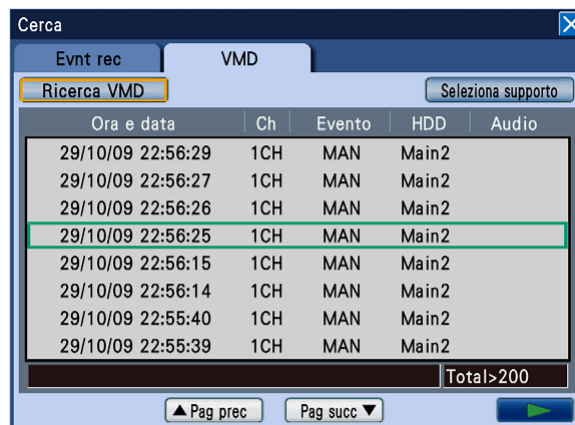 Cerca
Evnt rec VMD
Ricerca VMD Seleziona supporto
Ora e data Ch Evento HDD Audio
29/10/09 22:56:29 1CH MAN Main2
29/10/09 22:56:27 1CH MAN Main2
29/10/09 22:56:26 1CH MAN Main2
29/10/09 22:56:25 1CH MAN Main2
29/10/09 22:56:15 1CH MAN Main2
29/10/09 22:56:14 1CH MAN Main2
29/10/09 22:55:40 1CH MAN Main2
29/10/09 22:55:39 1CH MAN Main2
Total>200
▲ Pag prec Pag succ ▼